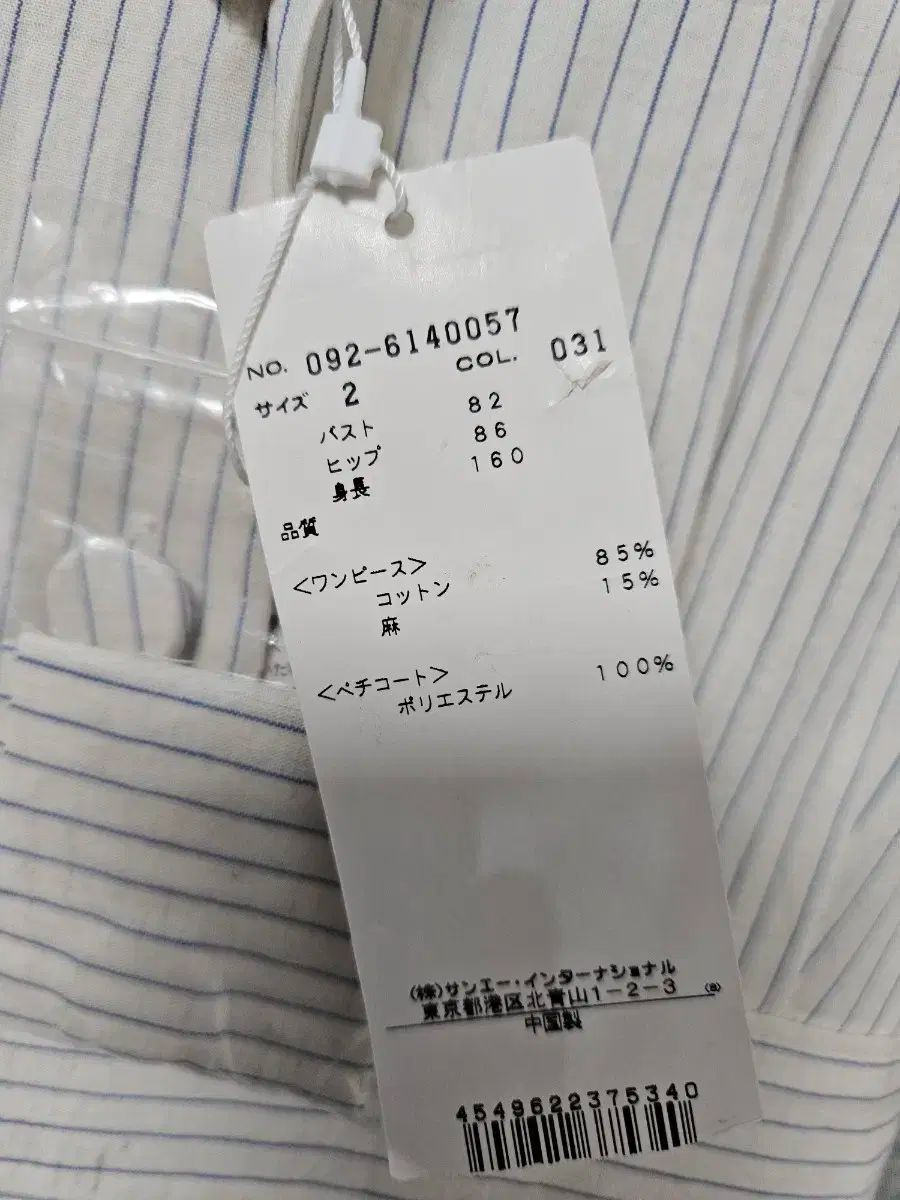 NO. 092-6140057 COL. 031
サイズ 2
バスト 82
ヒップ 86
身長 160
品質
<ワンピース>
コットン 85%
麻 15%
<ペチコート>
ポリエステル 100%
(株)サンエー・インターナショナル
東京都港区北青山1-2-3
中国製
4549622375340